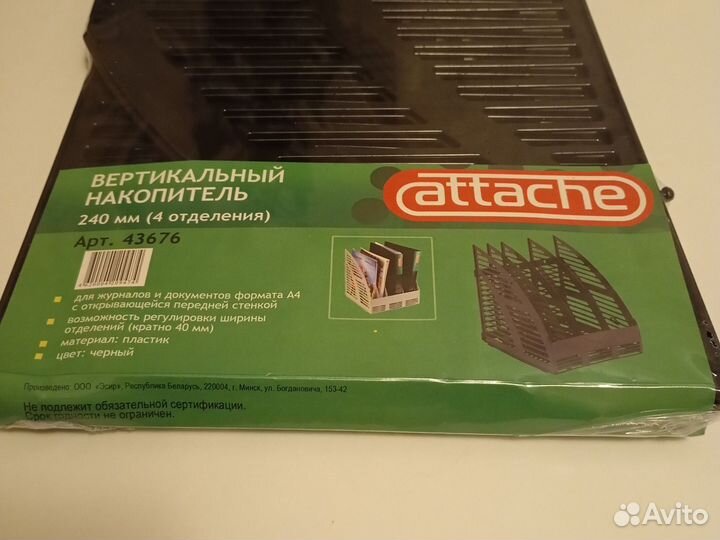 ВЕРТИКАЛЬНЫЙ
НАКОПИТЕЛЬ
240 мм (4 отделения)
Арт. 43676
attache
для журналов и документов формата А4
с открывающейся передней стенкой
возможность регулировки ширины
отделений (кратно 40 мм)
материал: пластик
цвет: черный
Произведено ООО «Эсир», Республика Беларусь, 220004, г. Минск, ул. Богдановича, 153-42
Не подлежит обязательной сертификации.
Срок годности не ограничен.
Avito